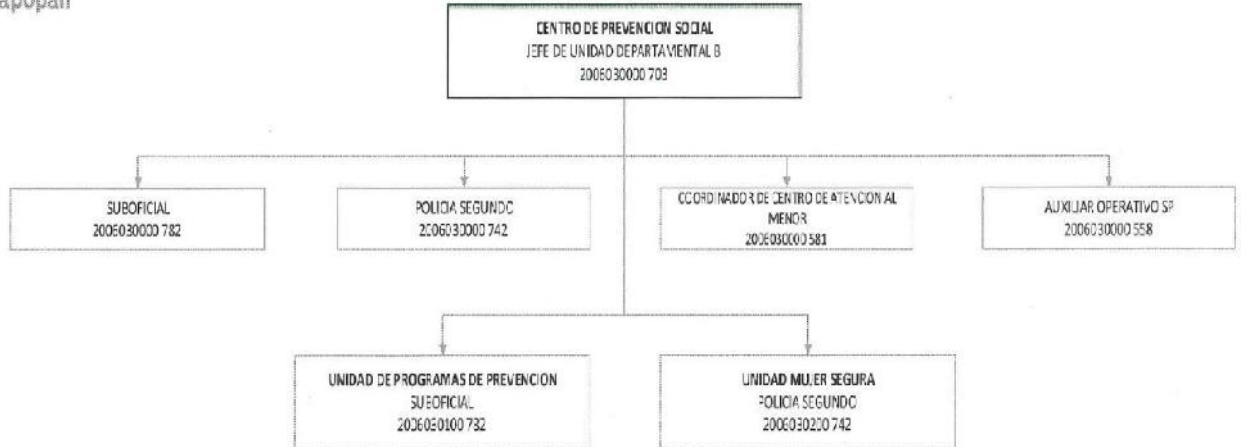 apopan
CENTRO DE PREVENCION SOCIAL
JEFE DE UNIDAD DEPARTAMENTAL B
2006030000 703
SUBOFICIAL
2006030000 782
POLICIA SEGUNDO
2006030000 742
COORDINADOR DE CENTRO DE ATENCION AL
MENOR
2006030000 581
AUXILIAR OPERATIVO SP
2006030000 558
UNIDAD DE PROGRAMAS DE PREVENCION
SUBOFICIAL
2006030100 782
UNIDAD MUJER SEGURA
POLICIA SEGUNDO
2006030200 742